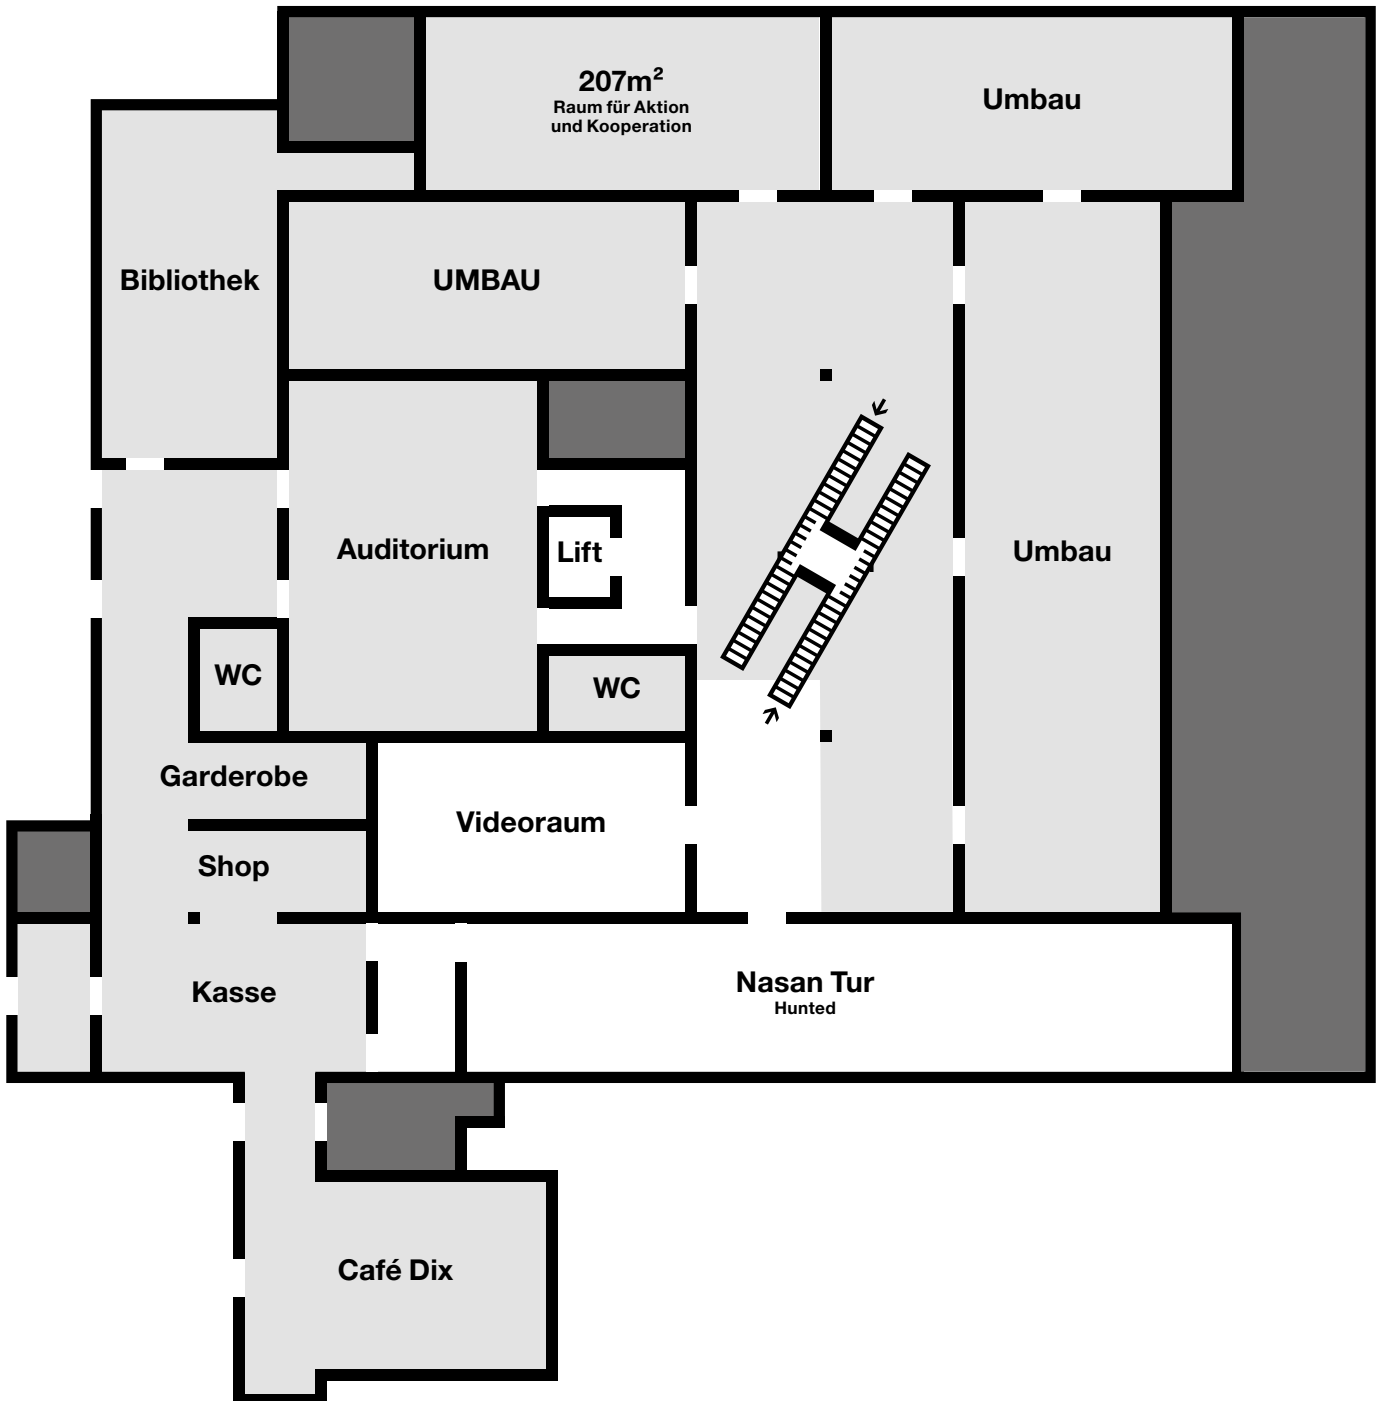 207m²
Raum für Aktion
und Kooperation
Umbau
Bibliothek
UMBAU
Auditorium
Lift
Umbau
WC
WC
Garderobe
Videoraum
Shop
Kasse
Nasan Tur
Hunted
Café Dix